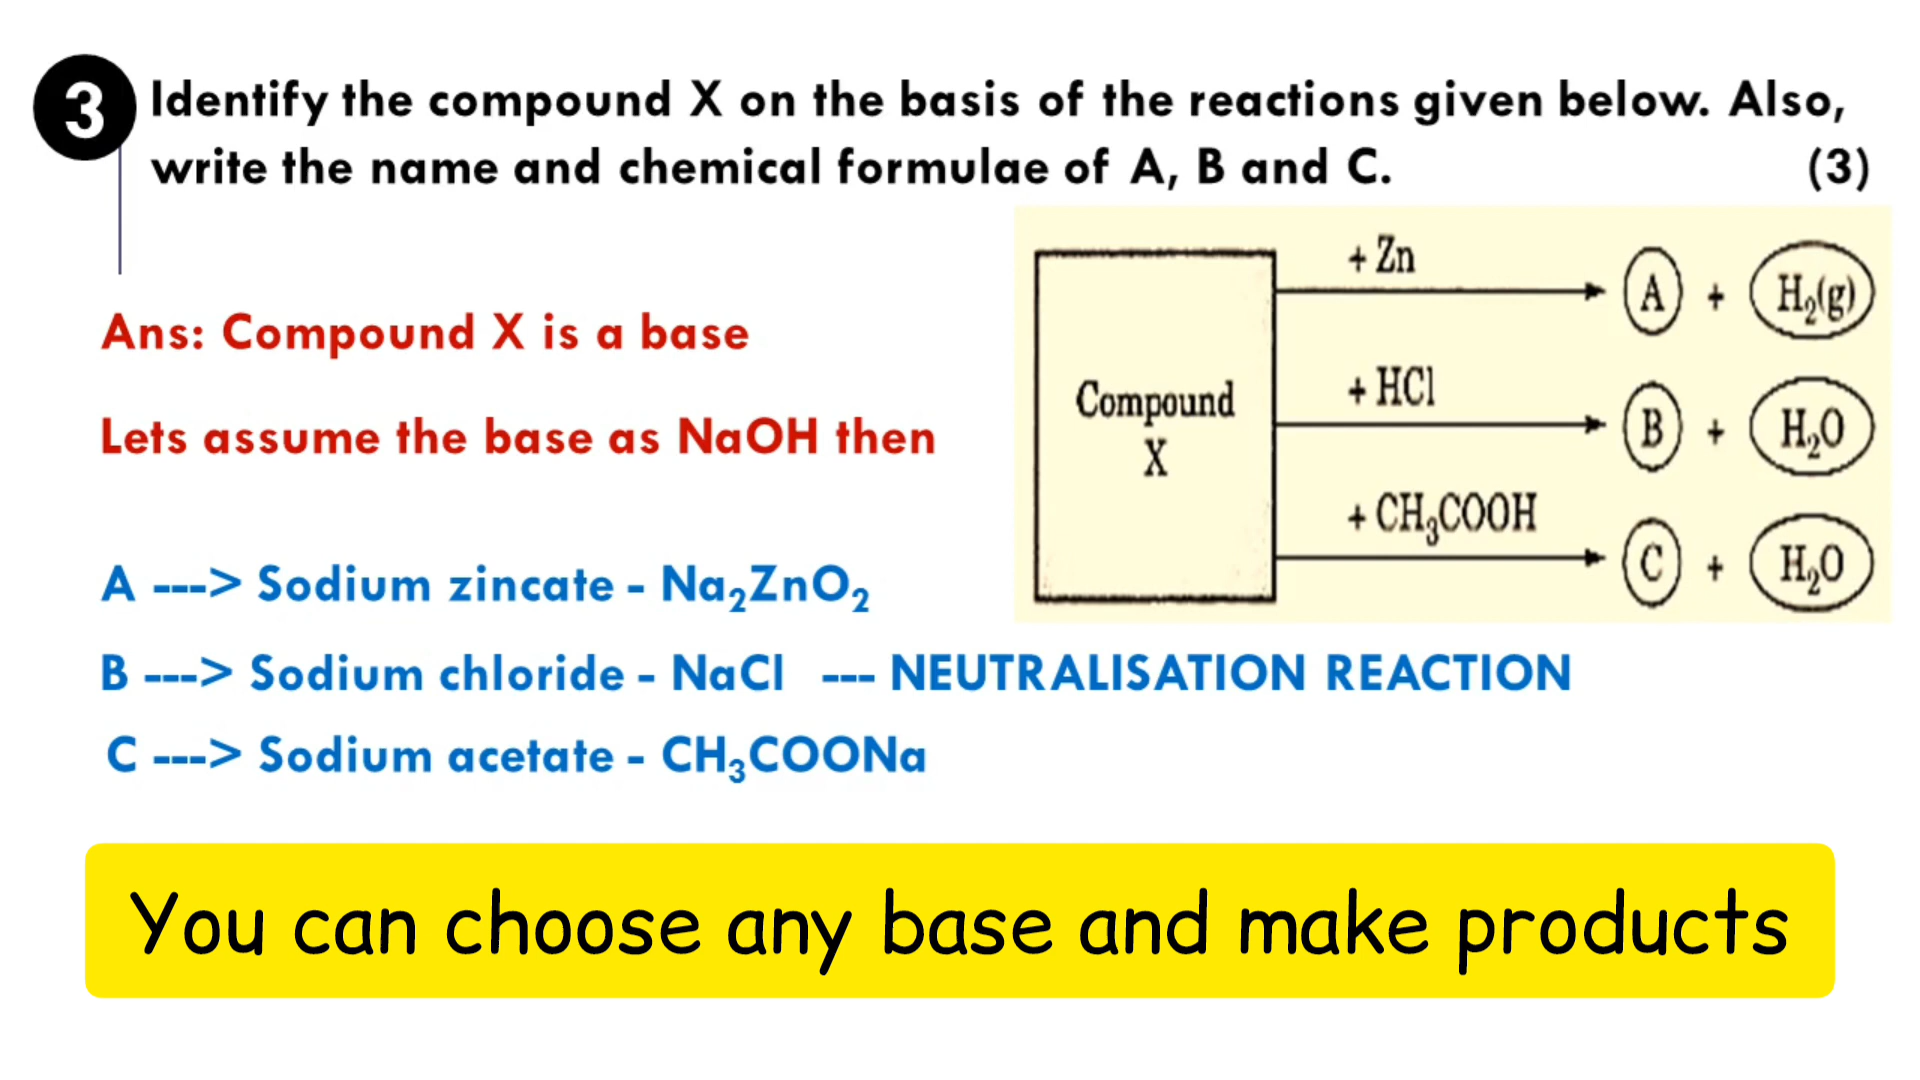 3
Identify the compound X on the basis of the reactions given below. Also,
write the name and chemical formulae of A, B and C. (3)
Ans: Compound X is a base
Lets assume the base as NaOH then
A ---> Sodium zincate - Na₂ZnO₂
B ---> Sodium chloride - NaCl --- NEUTRALISATION REACTION
C ---> Sodium acetate - CH₃COONa
Compound
X
+ Zn
A + H₂(g)
+ HCl
B + H₂O
+ CH₃COOH
C + H₂O
You can choose any base and make products